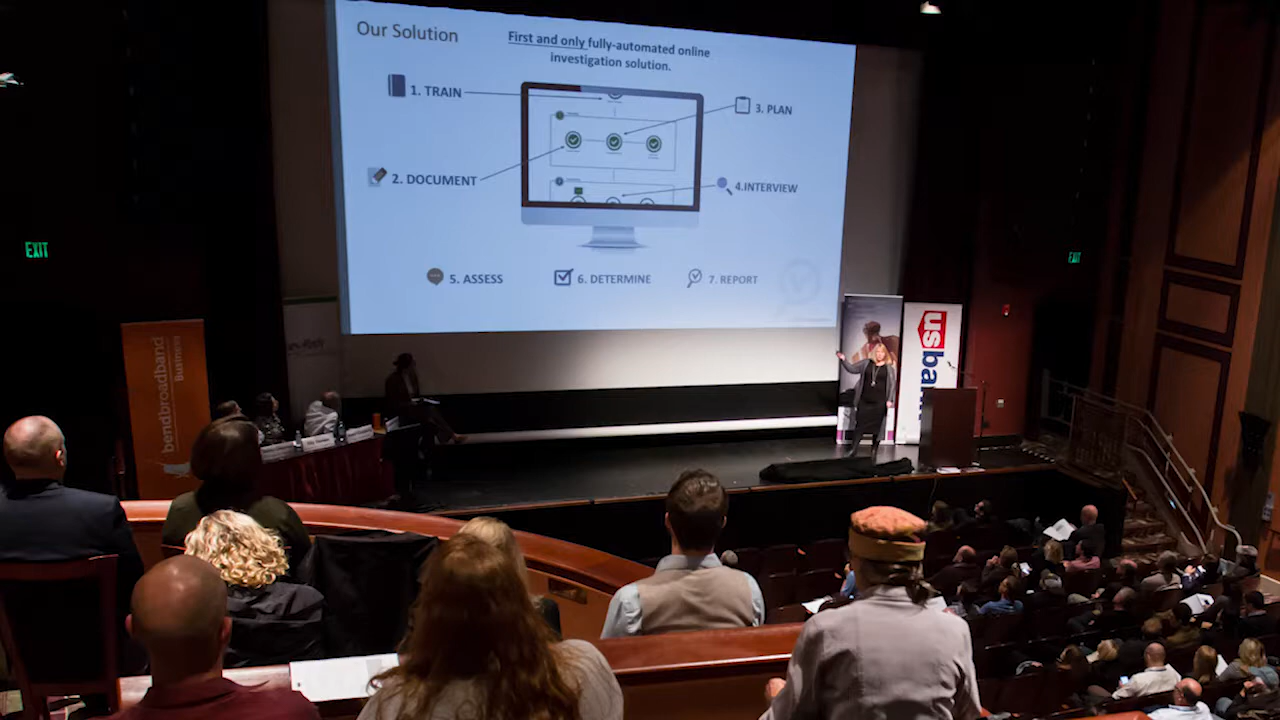 Our Solution
First and only fully-automated online
investigation solution.
1. TRAIN
3. PLAN
2. DOCUMENT
4.INTERVIEW
5. ASSESS
6. DETERMINE
7. REPORT
EXIT
EXIT
bendbroadband
Business
usbank